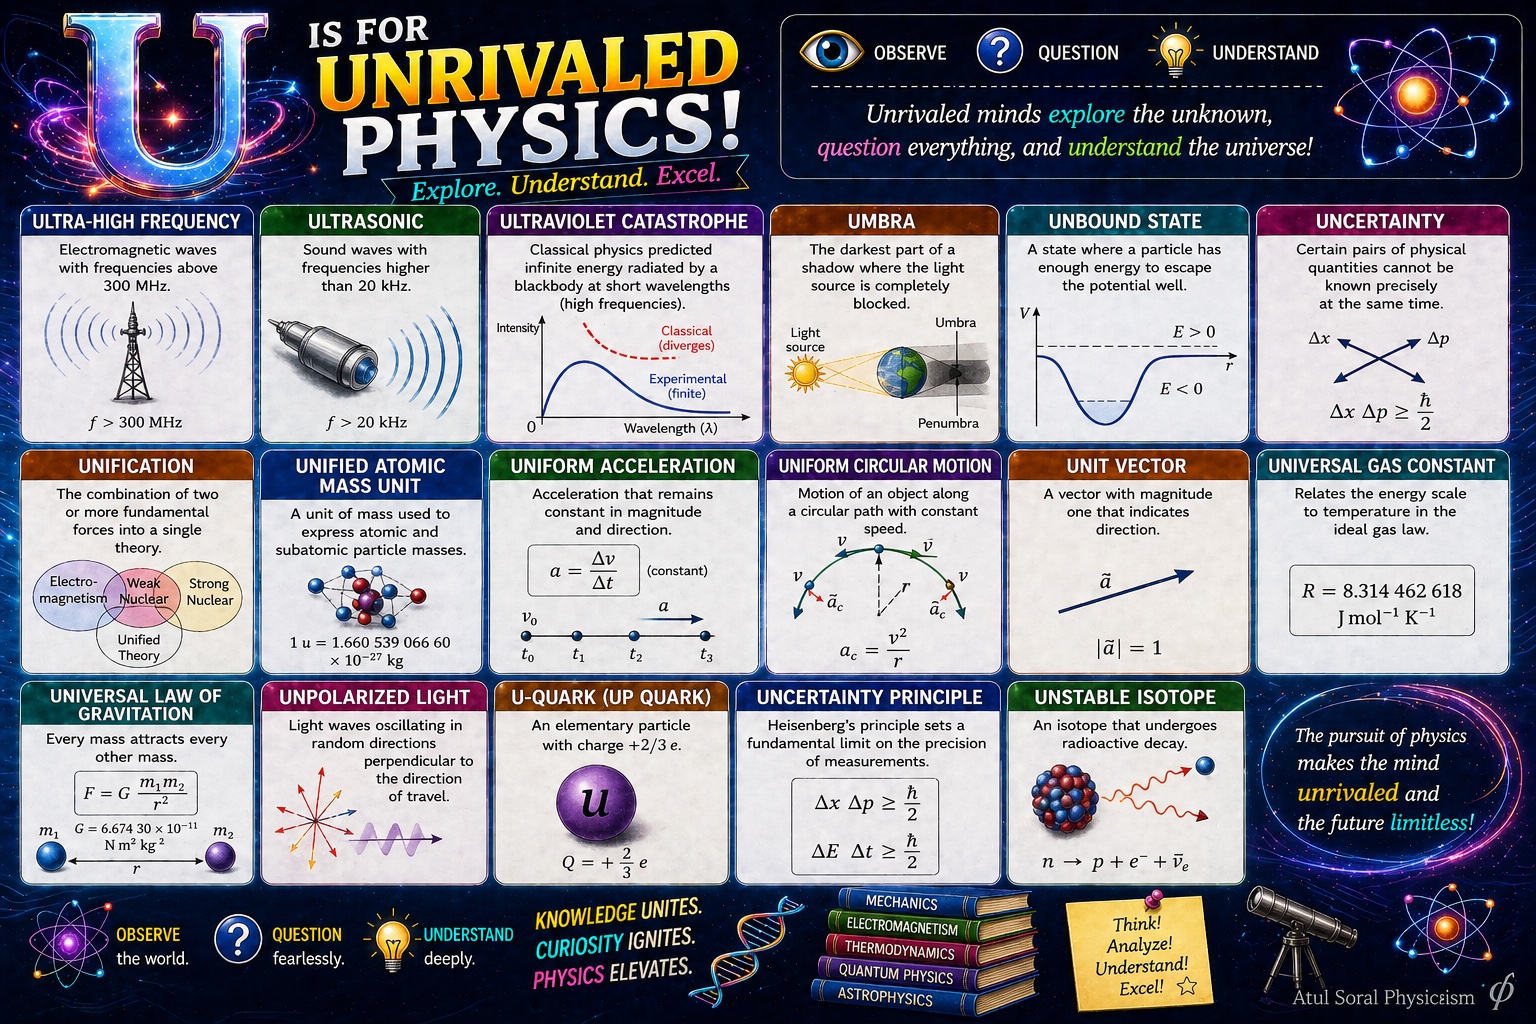 U
IS FOR
UNRIVALED
PHYSICS!
Explore. Understand. Excel.
OBSERVE
QUESTION
UNDERSTAND
Unrivaled minds explore the unknown,
question everything, and understand the universe!
ULTRA-HIGH FREQUENCY
Electromagnetic waves
with frequencies above
300 MHz.
f > 300 MHz
ULTRASONIC
Sound waves with
frequencies higher
than 20 kHz.
f > 20 kHz
ULTRAVIOLET CATASTROPHE
Classical physics predicted
infinite energy radiated by a
blackbody at short wavelengths
(high frequencies).
Intensity
Classical
(diverges)
Experimental
(finite)
0
Wavelength (λ)
UMBRA
The darkest part of a
shadow where the light
source is completely
blocked.
Light
source
Umbra
Penumbra
UNBOUND STATE
A state where a particle has
enough energy to escape
the potential well.
V
E > 0
r
E < 0
UNCERTAINTY
Certain pairs of physical
quantities cannot be
known precisely
at the same time.
Δx Δp
Δx Δp ≥ ħ/2
UNIFICATION
The combination of two
or more fundamental
forces into a single
theory.
Electro-
magnetism
Weak
Nuclear
Strong
Nuclear
Unified
Theory
UNIFIED ATOMIC
MASS UNIT
A unit of mass used to
express atomic and
subatomic particle masses.
1 u = 1.660 539 066 60
× 10⁻²⁷ kg
UNIFORM ACCELERATION
Acceleration that remains
constant in magnitude
and direction.
a = Δv/Δt (constant)
v₀
a
t₀ t₁ t₂ t₃
UNIFORM CIRCULAR MOTION
Motion of an object along
a circular path with constant
speed.
v v⃗
v v
r
ã_c ã_c
a_c = v²/r
UNIT VECTOR
A vector with magnitude
one that indicates
direction.
ã
|ã| = 1
UNIVERSAL GAS CONSTANT
Relates the energy scale
to temperature in the
ideal gas law.
R = 8.314 462 618
J mol⁻¹ K⁻¹
UNIVERSAL LAW OF
GRAVITATION
Every mass attracts every
other mass.
F = G m₁m₂/r²
G = 6.674 30 × 10⁻¹¹
N m² kg ²
m₁ m₂
r
UNPOLARIZED LIGHT
Light waves oscillating in
random directions
perpendicular to
the direction
of travel.
U-QUARK (UP QUARK)
An elementary particle
with charge +2/3 e.
u
Q = + 2/3 e
UNCERTAINTY PRINCIPLE
Heisenberg's principle sets a
fundamental limit on the precision
of measurements.
Δx Δp ≥ ħ/2
ΔE Δt ≥ ħ/2
UNSTABLE ISOTOPE
An isotope that undergoes
radioactive decay.
n → p + e⁻ + ν̄ₑ
The pursuit of physics
makes the mind
unrivaled and
the future limitless!
OBSERVE
the world.
QUESTION
fearlessly.
UNDERSTAND
deeply.
KNOWLEDGE UNITES.
CURIOSITY IGNITES.
PHYSICS ELEVATES.
MECHANICS
ELECTROMAGNETISM
THERMODYNAMICS
QUANTUM PHYSICS
ASTROPHYSICS
Think!
Analyze!
Understand!
Excel! ☆
Atul Soral